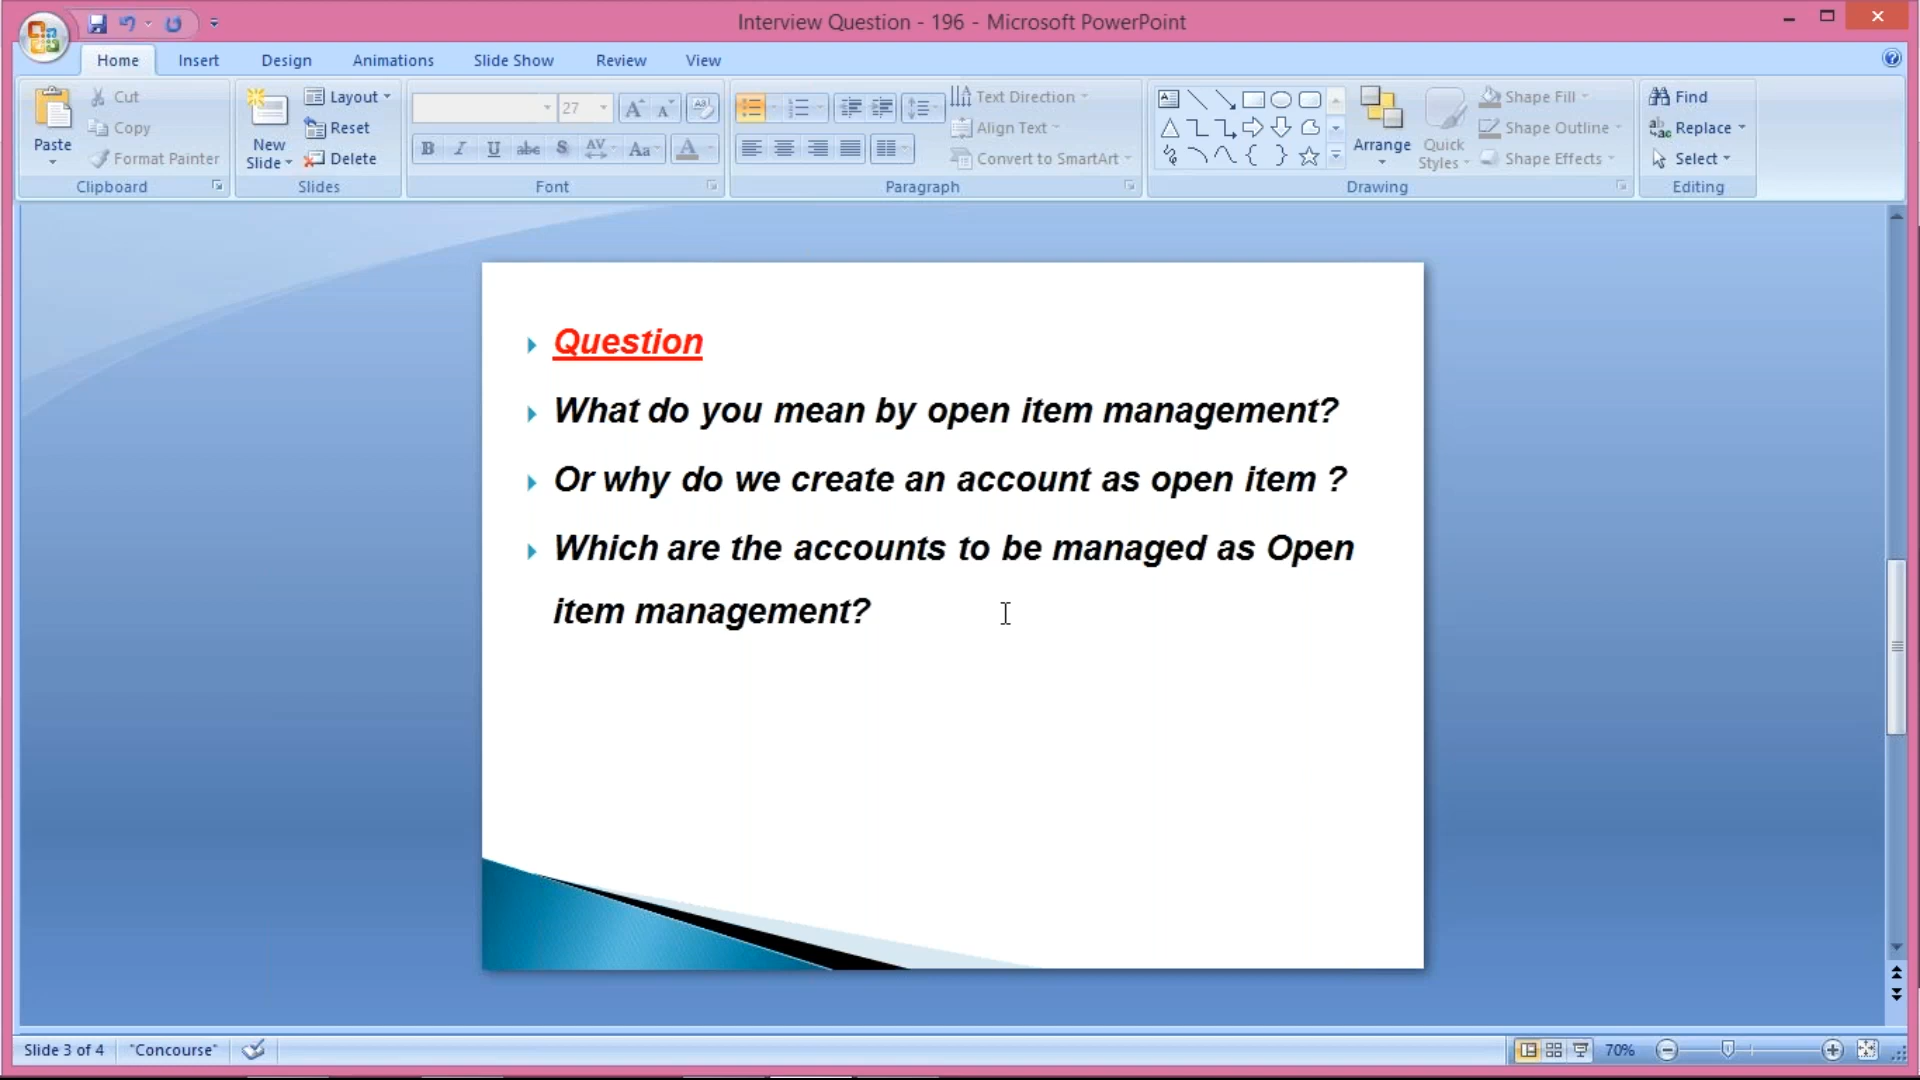 Interview Question - 196 - Microsoft PowerPoint
Home Insert Design Animations Slide Show Review View
Paste
Cut
Copy
Format Painter
Clipboard
New Slide
Layout
Reset
Delete
Slides
27
Font
Text Direction
Align Text
Convert to SmartArt
Paragraph
Arrange
Quick Styles
Shape Fill
Shape Outline
Shape Effects
Drawing
Find
Replace
Select
Editing
Question
What do you mean by open item management?
Or why do we create an account as open item ?
Which are the accounts to be managed as Open
item management?
Slide 3 of 4 "Concourse" 70%